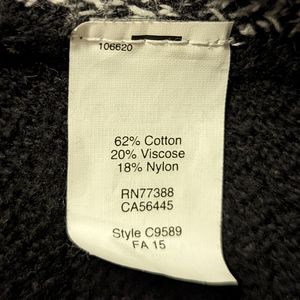 106620
62% Cotton
20% Viscose
18% Nylon
RN77388
CA56445
Style C9589
FA 15